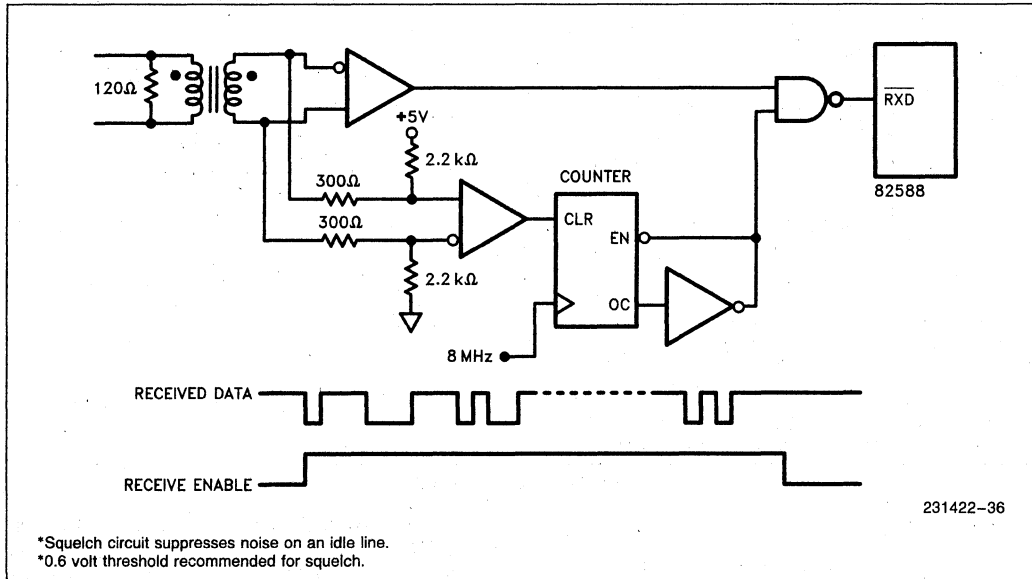 120Ω
+5V
2.2 kΩ
300Ω
300Ω
2.2 kΩ
COUNTER
CLR
EN
OC
8 MHz
RXD
82588
RECEIVED DATA
RECEIVE ENABLE
231422–36
*Squelch circuit suppresses noise on an idle line.
*0.6 volt threshold recommended for squelch.